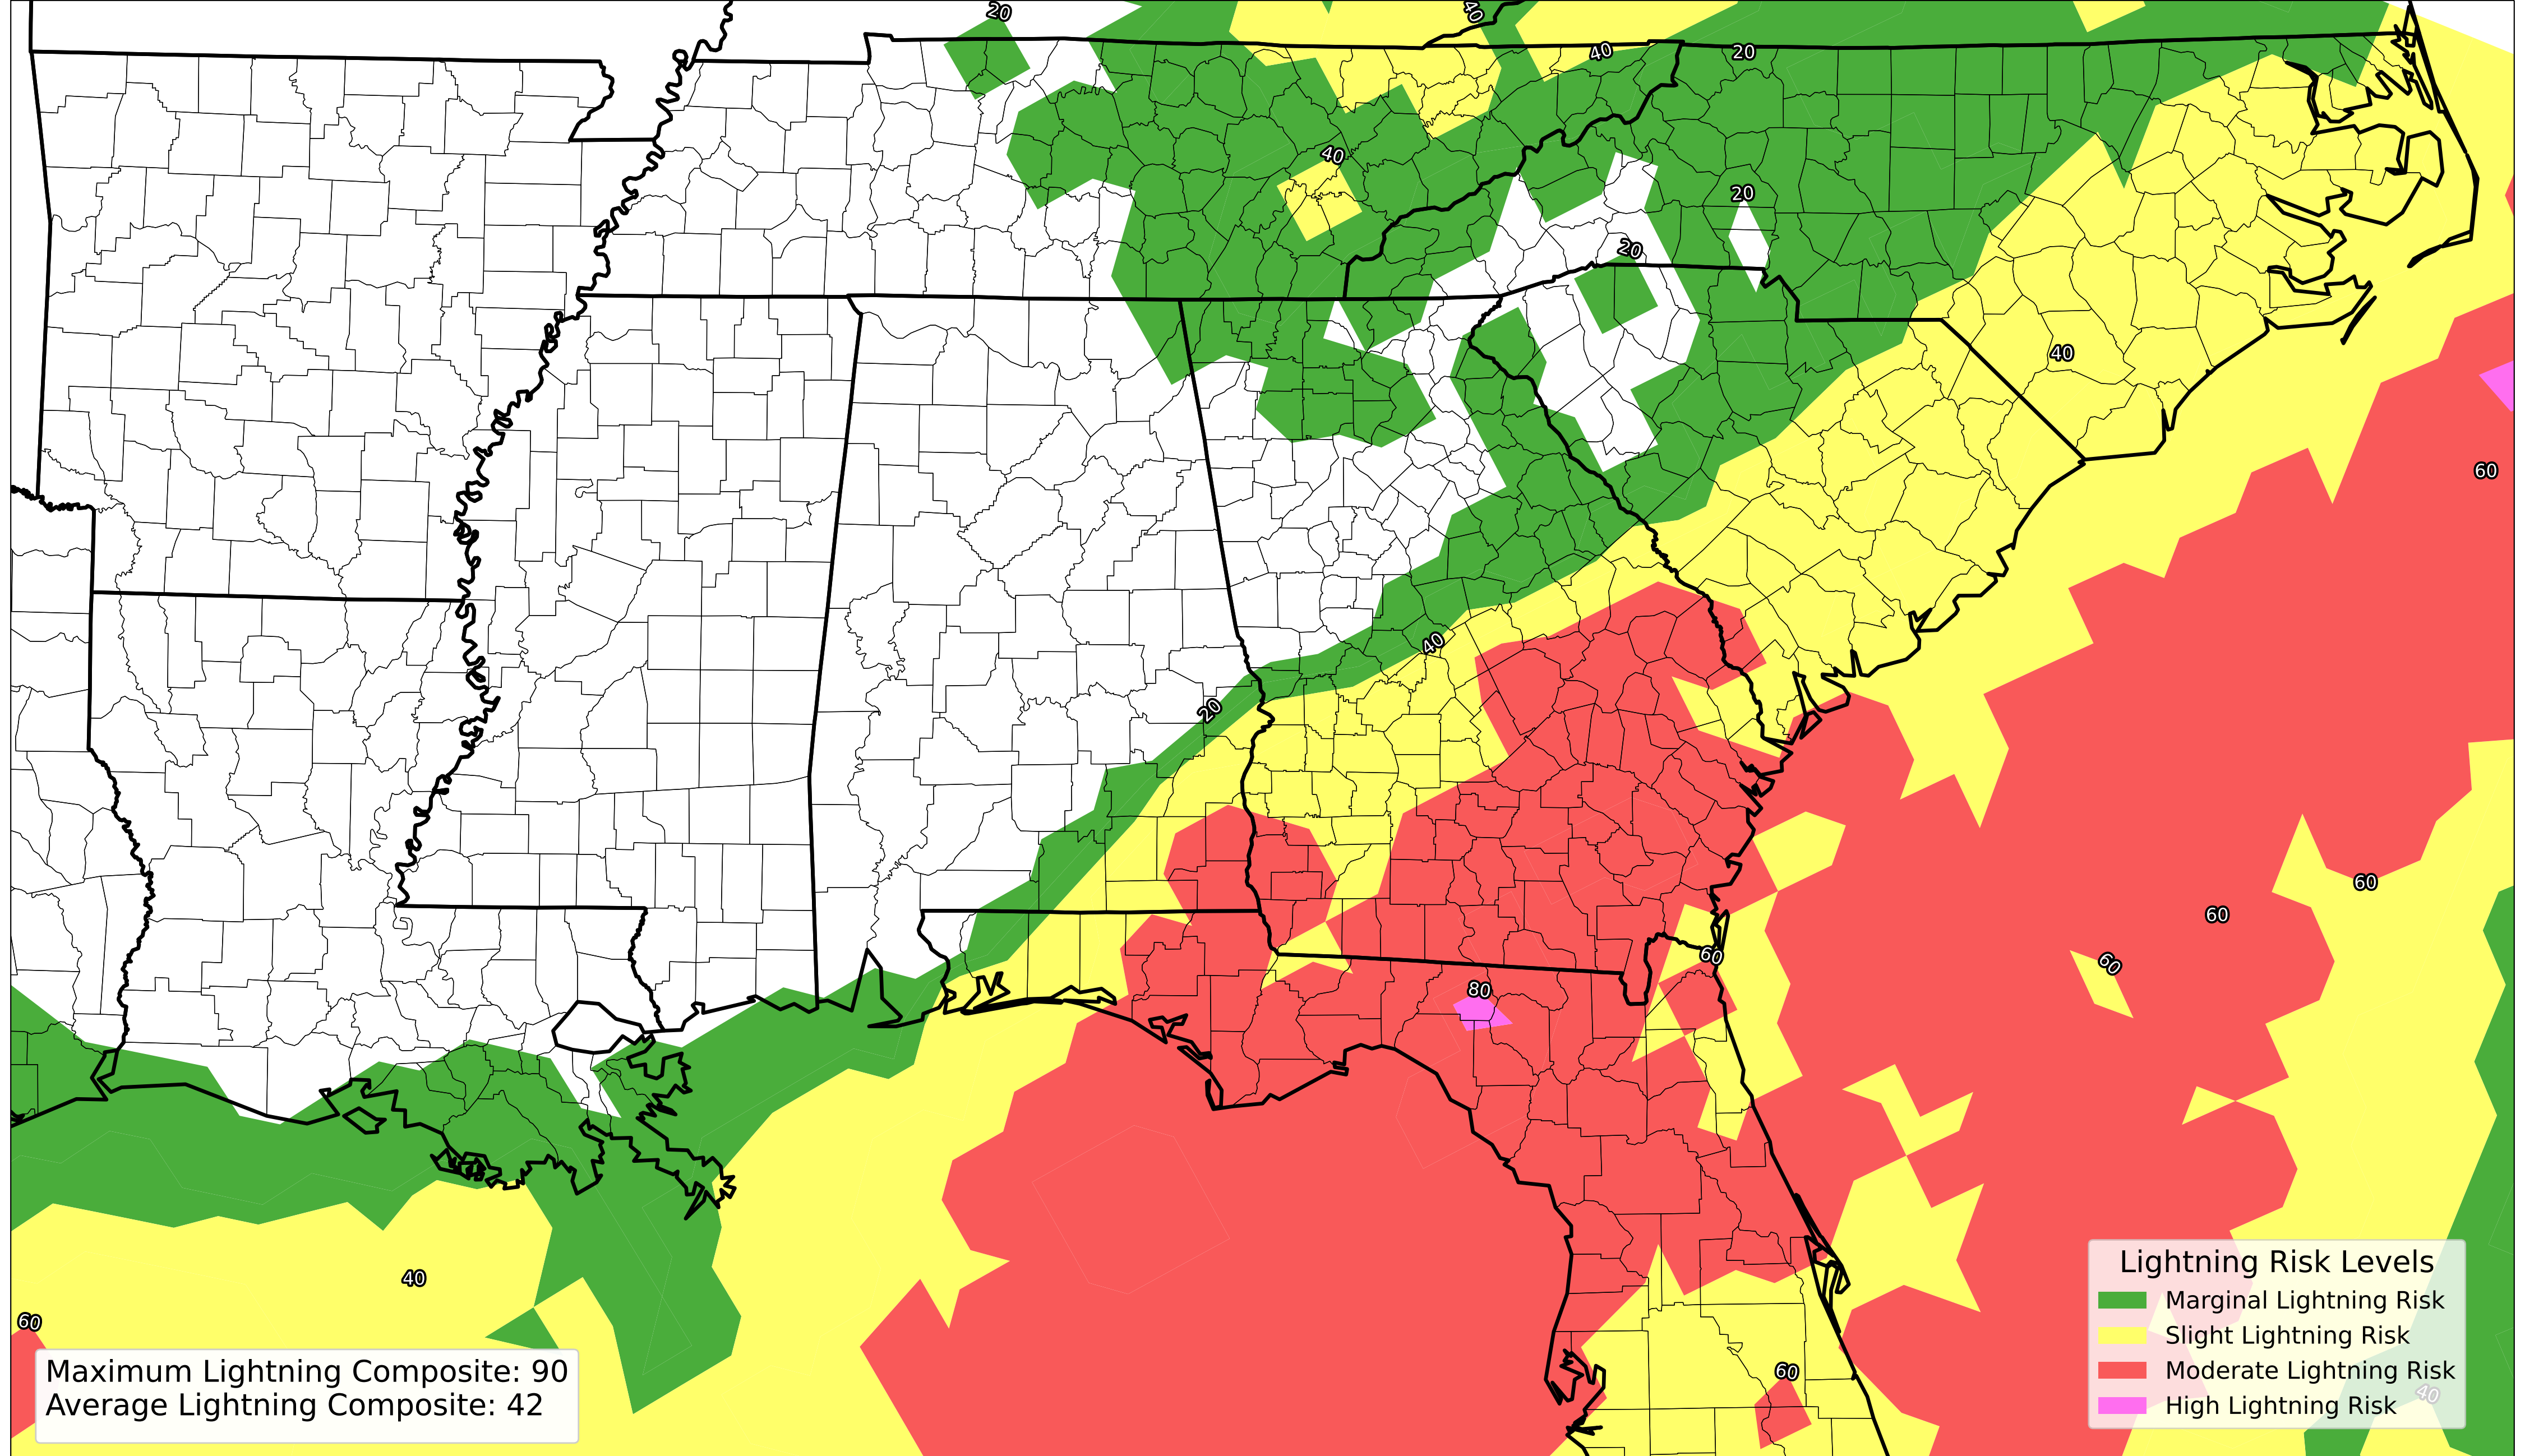 20
40
40
20
40
20
20
40
60
40
20
60
60
60
60
80
40
60
60
40
Lightning Risk Levels
Marginal Lightning Risk
Slight Lightning Risk
Moderate Lightning Risk
High Lightning Risk
Maximum Lightning Composite: 90
Average Lightning Composite: 42